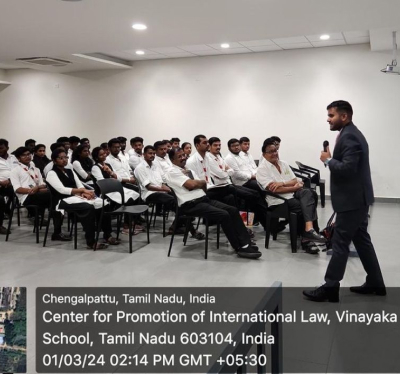 Chengalpattu, Tamil Nadu, India
Center for Promotion of International Law, Vinayaka
School, Tamil Nadu 603104, India
01/03/24 02:14 PM GMT +05:30